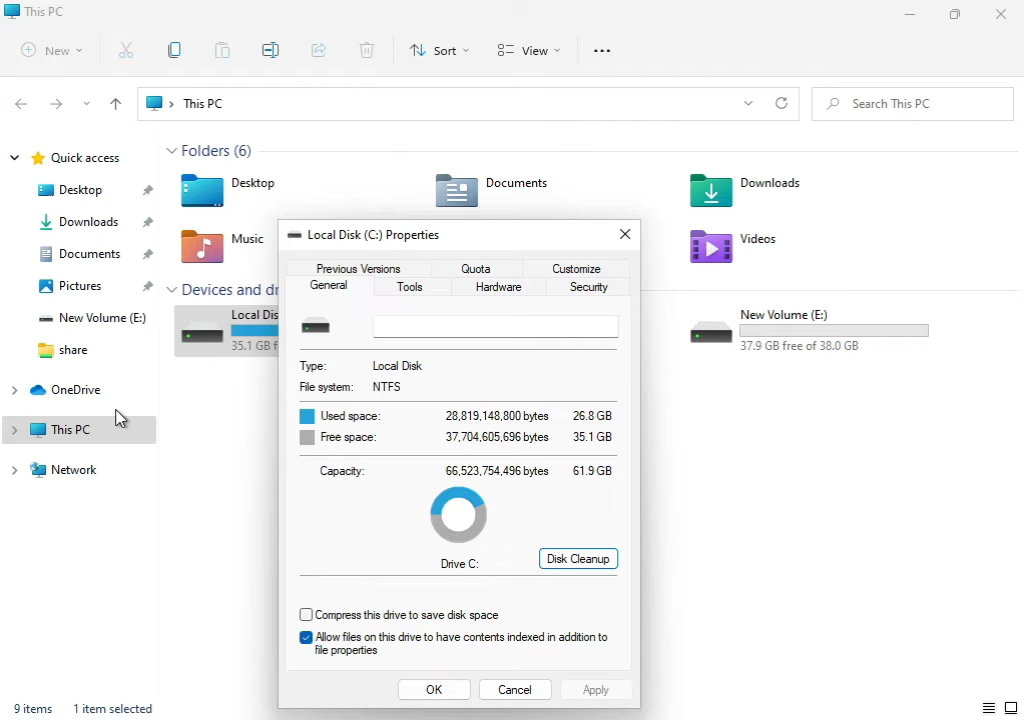 This PC
New
Sort
View
This PC
Search This PC
Quick access
Desktop
Downloads
Documents
Pictures
New Volume (E:)
share
OneDrive
This PC
Network
Folders (6)
Desktop
Documents
Downloads
Music
Videos
Devices and
35.1 GB
Local
New Volume (E:)
37.9 GB free of 38.0 GB
Local Disk (C:) Properties
Previous Versions
Quota
Customize
General
Tools
Hardware
Security
Type: Local Disk
File system: NTFS
Used space: 28,819,148,800 bytes 26.8 GB
Free space: 37,704,605,696 bytes 35.1 GB
Capacity: 66,523,754,496 bytes 61.9 GB
Drive C:
Disk Cleanup
Compress this drive to save disk space
Allow files on this drive to have contents indexed in addition to
file properties
OK
Cancel
Apply
9 items
1 item selected